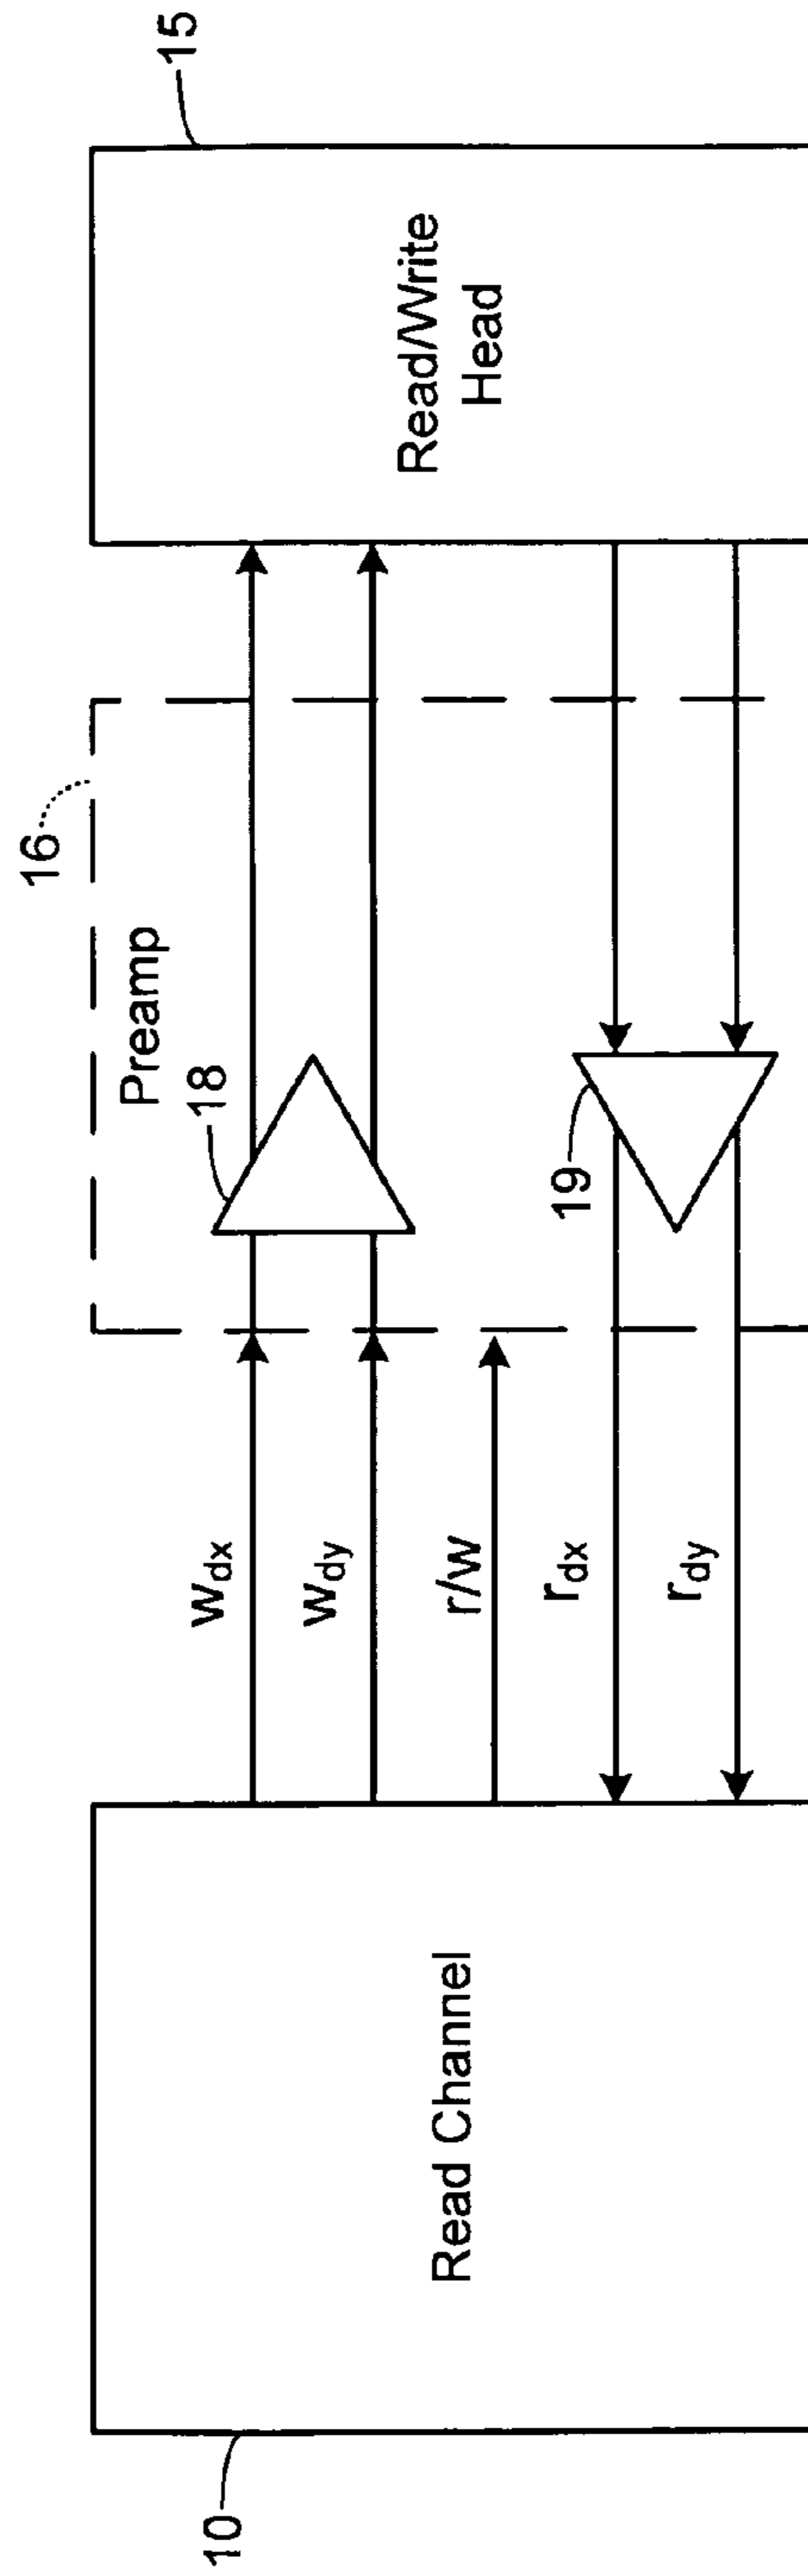 10
Read Channel
w_dx
w_dy
r/w
r_dx
r_dy
16
Preamp
18
19
15
Read/Write
Head